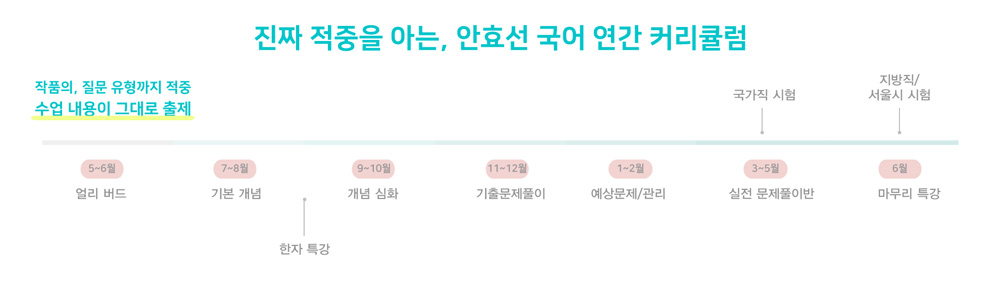 진짜 적중을 아는, 안효선 국어 연간 커리큘럼
작품의, 질문 유형까지 적중
수업 내용이 그대로 출제
국가직 시험
지방직/
서울시 시험
5~6월
7~8월
9~10월
11~12월
1~2월
3~5월
6월
얼리 버드
기본 개념
개념 심화
기출문제풀이
예상문제/관리
실전 문제풀이반
마무리 특강
한자 특강